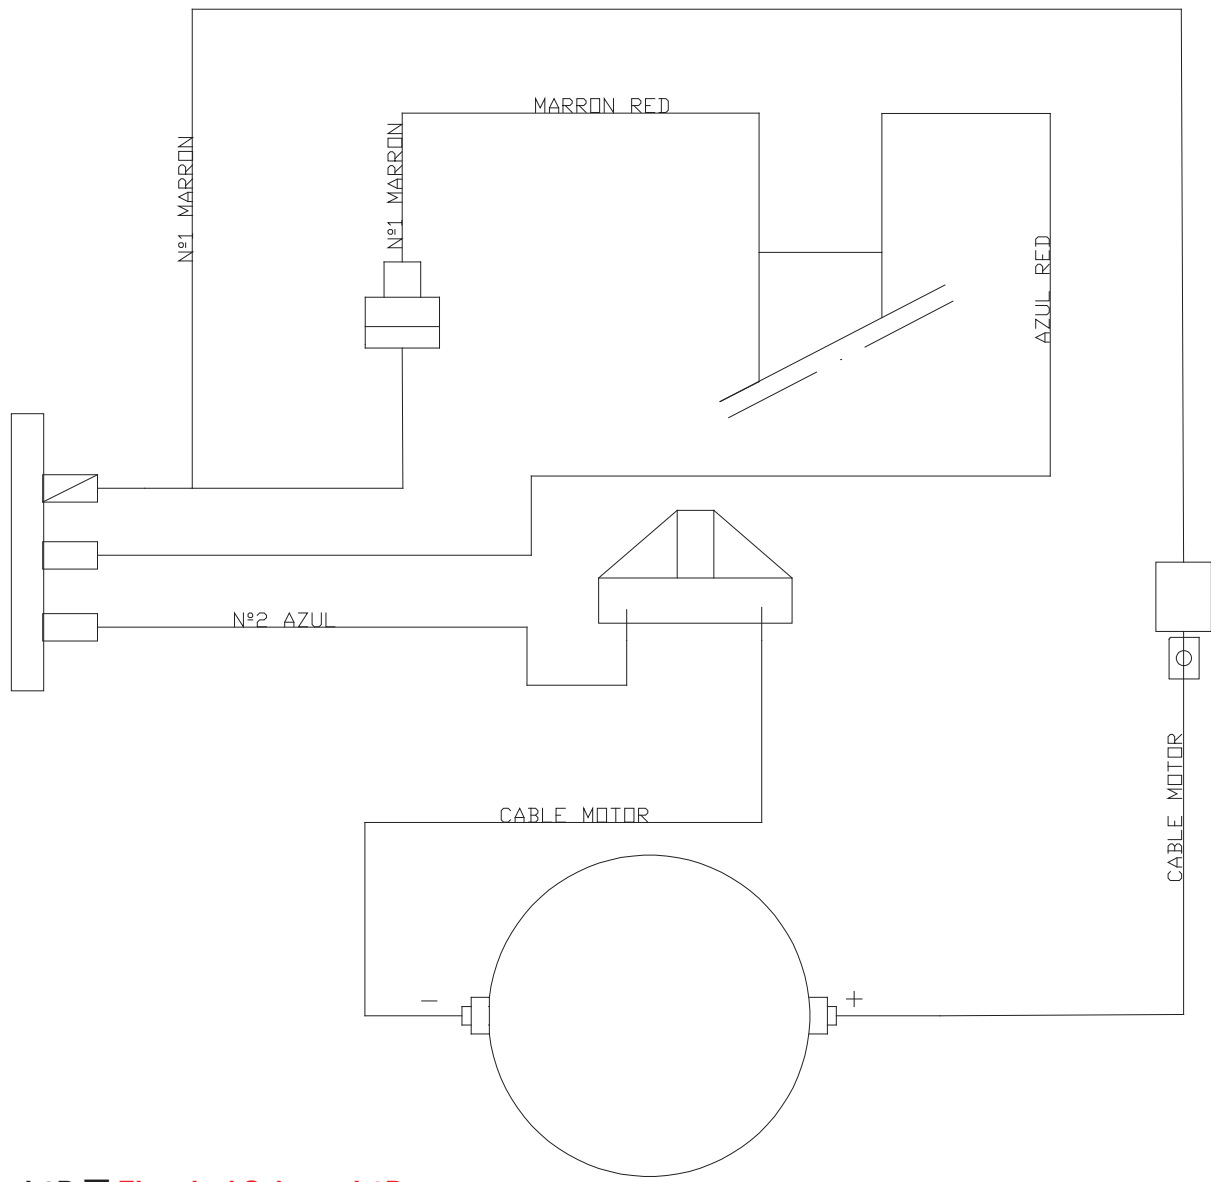 MARRON RED
Nº1 MARRON
Nº1 MARRON
AZUL RED
Nº2 AZUL
CABLE MOTOR
CABLE MOTOR
−
+